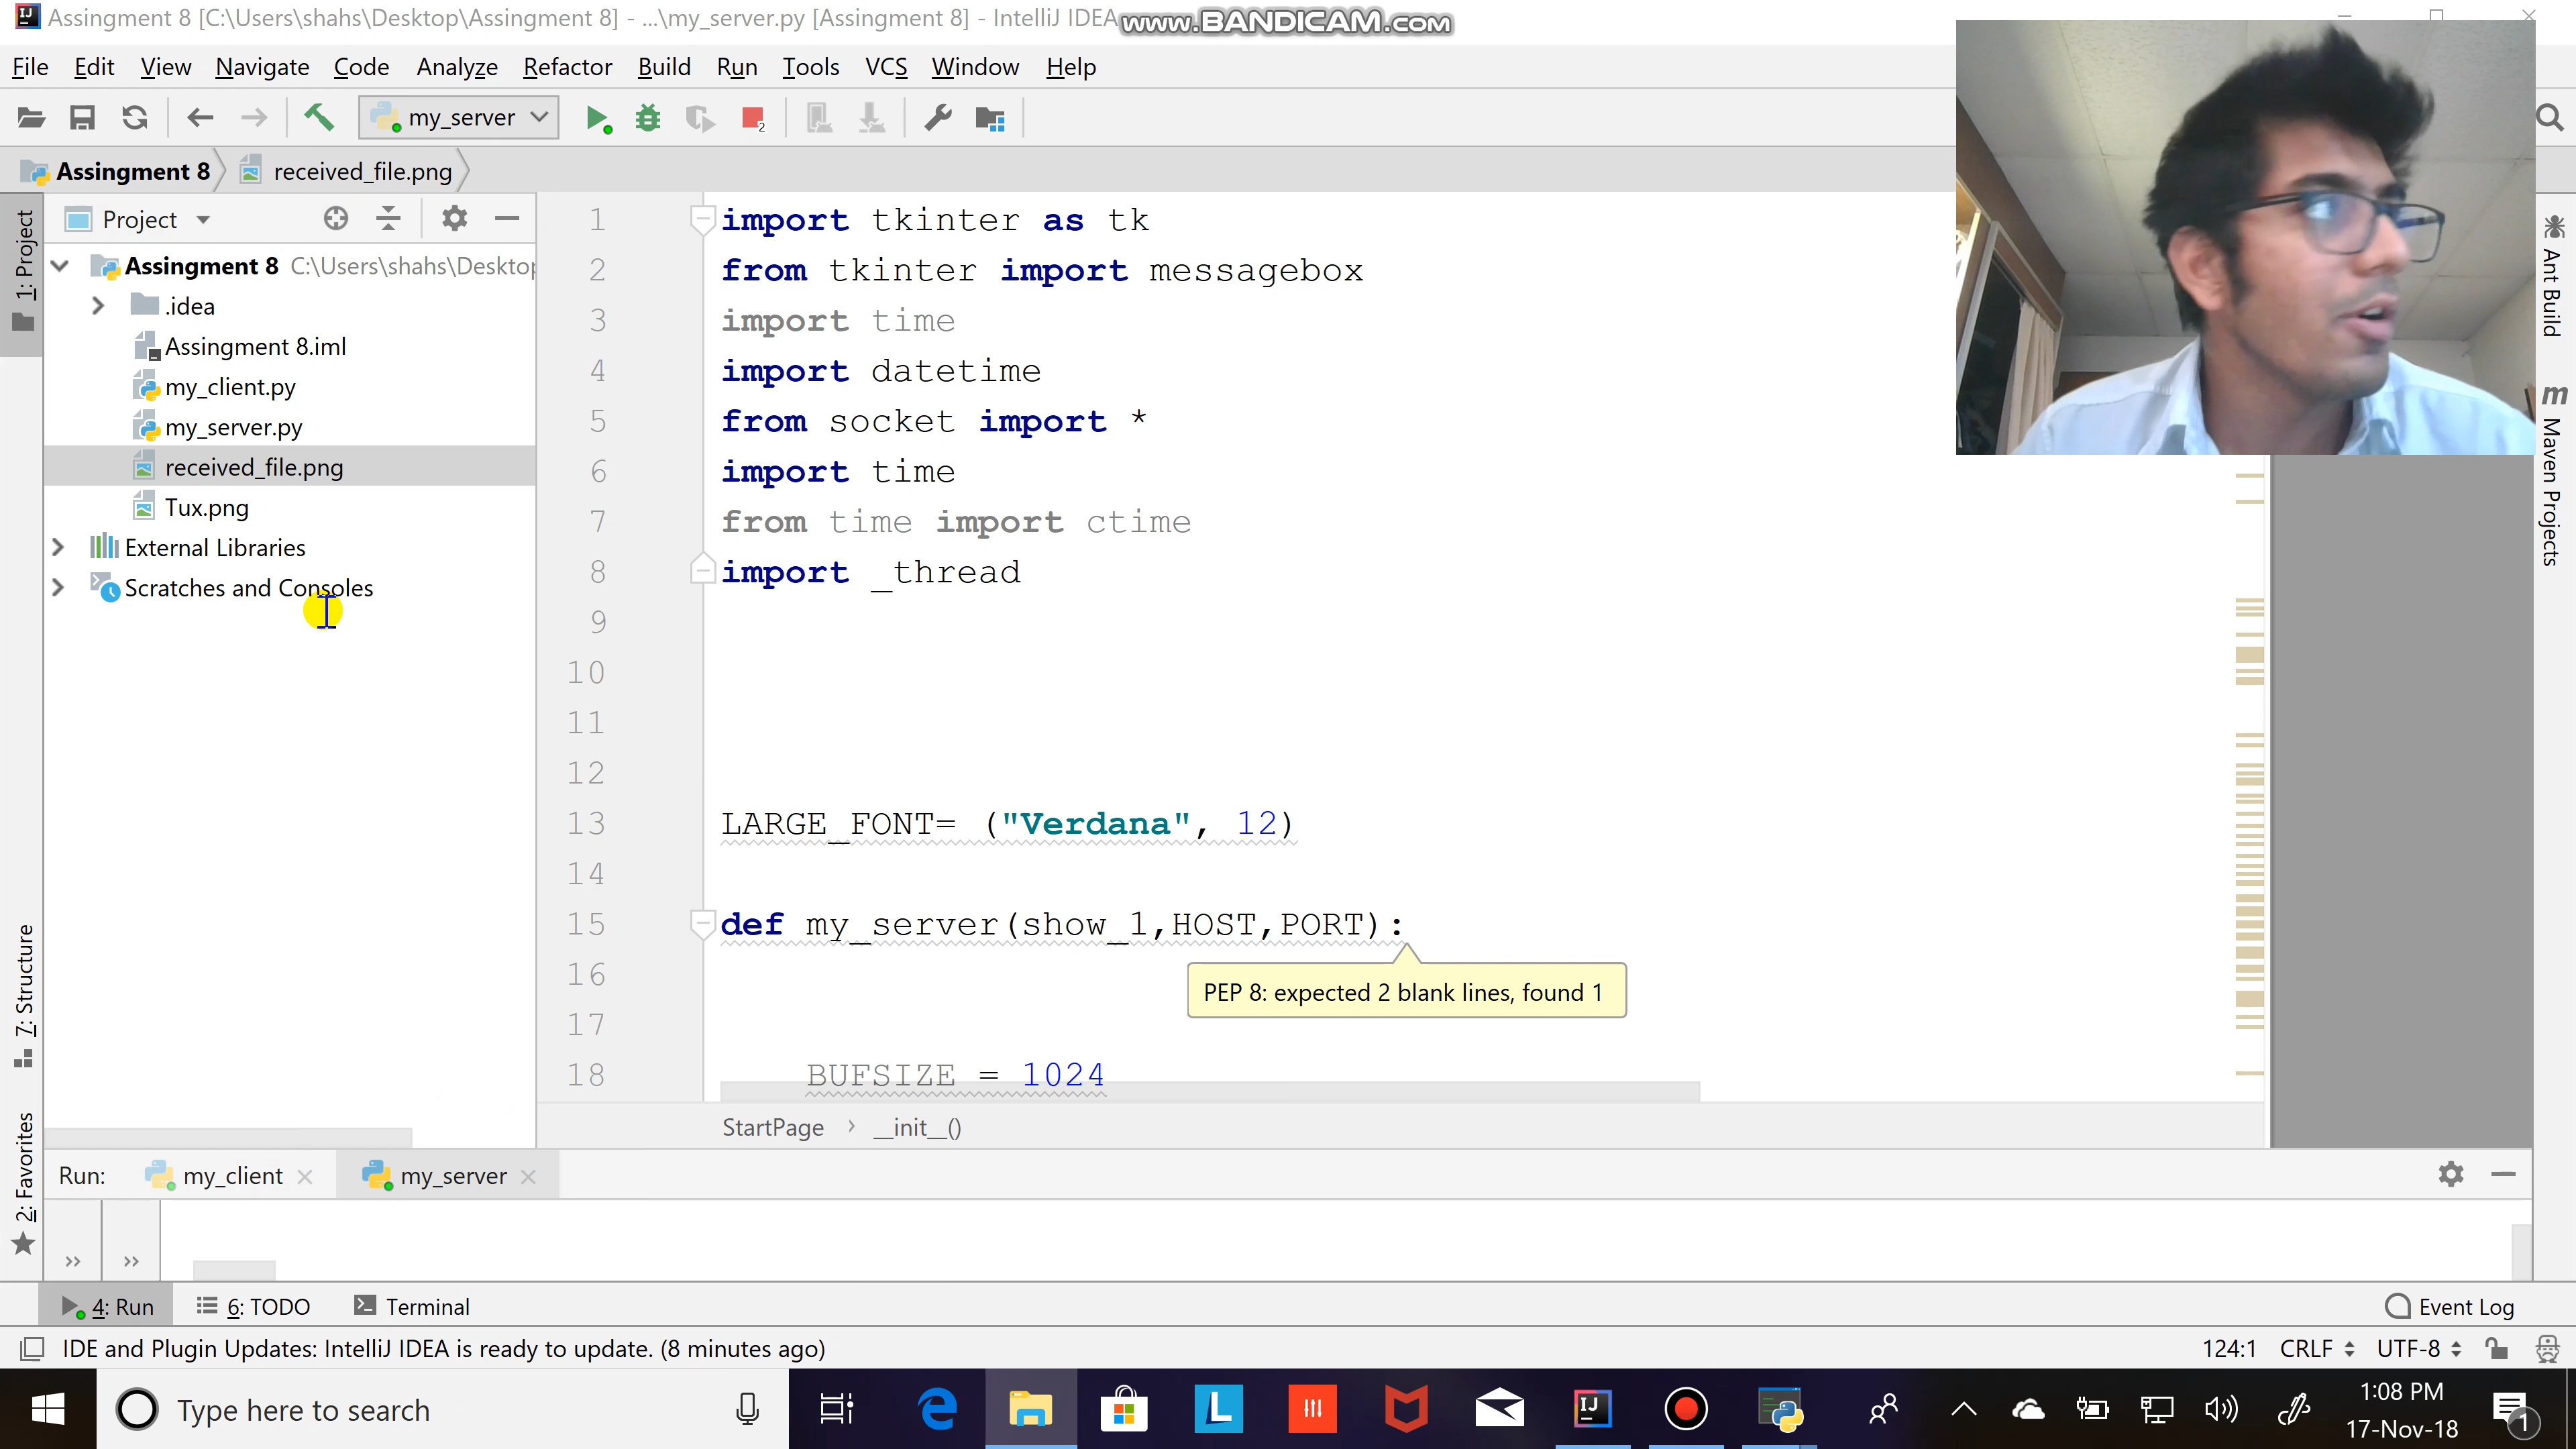 Assingment 8 [C:\Users\shahs\Desktop\Assingment 8] - ...\my_server.py [Assingment 8] - IntelliJ IDEA
www.BANDICAM.com
File Edit View Navigate Code Analyze Refactor Build Run Tools VCS Window Help
my_server
2
Assingment 8 received_file.png
1: Project
Project
Assingment 8 C:\Users\shahs\Desktop
.idea
Assingment 8.iml
my_client.py
my_server.py
received_file.png
Tux.png
External Libraries
Scratches and Consoles
7: Structure
2: Favorites
1 import tkinter as tk
2 from tkinter import messagebox
3 import time
4 import datetime
5 from socket import *
6 import time
7 from time import ctime
8 import _thread
9
10
11
12
13 LARGE_FONT= ("Verdana", 12)
14
15 def my_server(show_1,HOST,PORT):
16
PEP 8: expected 2 blank lines, found 1
17
18 BUFSIZE = 1024
StartPage › __init__()
Ant Build
m Maven Projects
Run: my_client my_server
» »
4: Run 6: TODO Terminal Event Log
IDE and Plugin Updates: IntelliJ IDEA is ready to update. (8 minutes ago) 124:1 CRLF UTF-8
Type here to search
L
IJ
1:08 PM
17-Nov-18
1